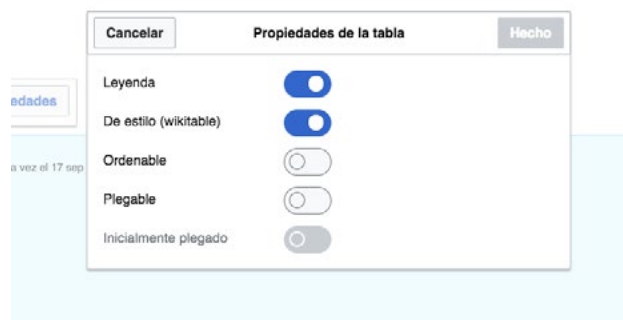 Cancelar Propiedades de la tabla Hecho
Leyenda
edades
De estilo (wikitable)
Ordenable
a vez el 17 sep
Plegable
Inicialmente plegado